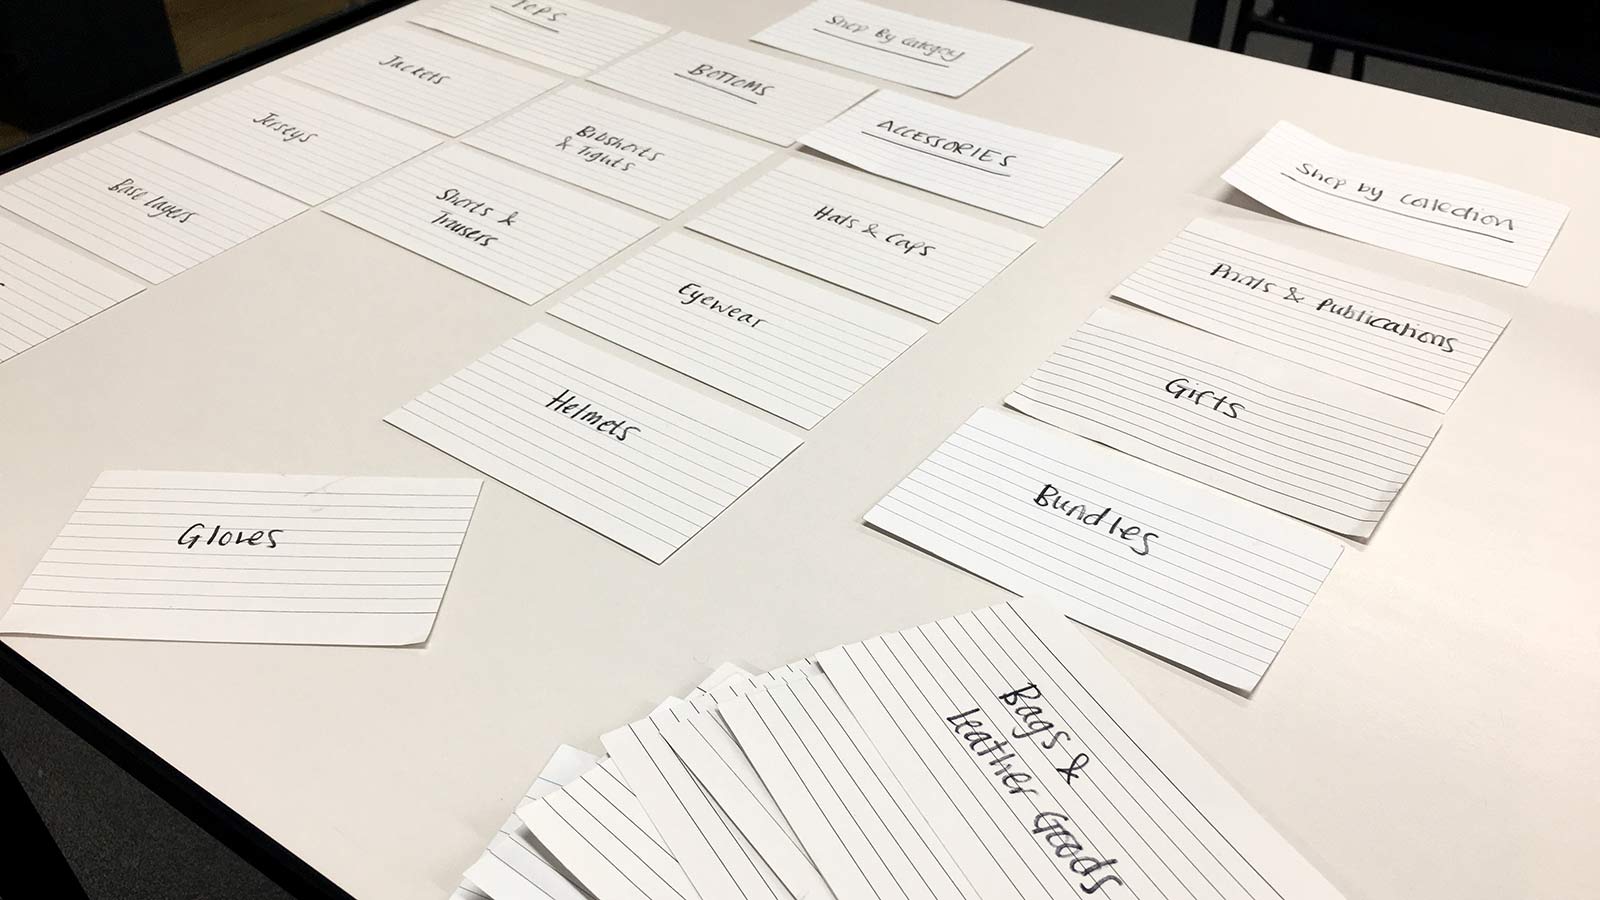 TOPS
Jackets
Jerseys
Base layers
BOTTOMS
Bibshorts
& Tights
Shorts &
Trousers
Shop By Category
ACCESSORIES
Hats & Caps
Eyewear
Helmets
Shop by Collection
Prints & Publications
Gifts
Bundles
Gloves
Bags &
Leather Goods